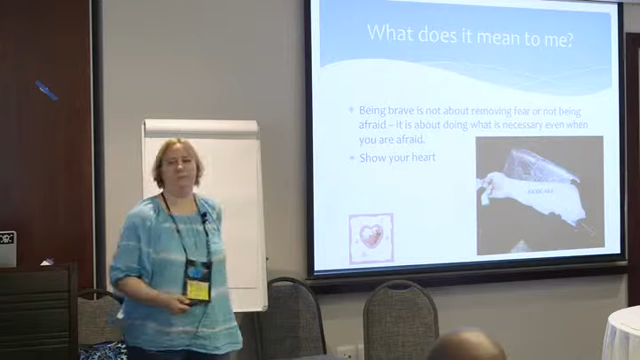 What does it mean to me?
Being brave is not about removing fear or not being
afraid – it is about doing what is necessary even when
you are afraid.
Show your heart